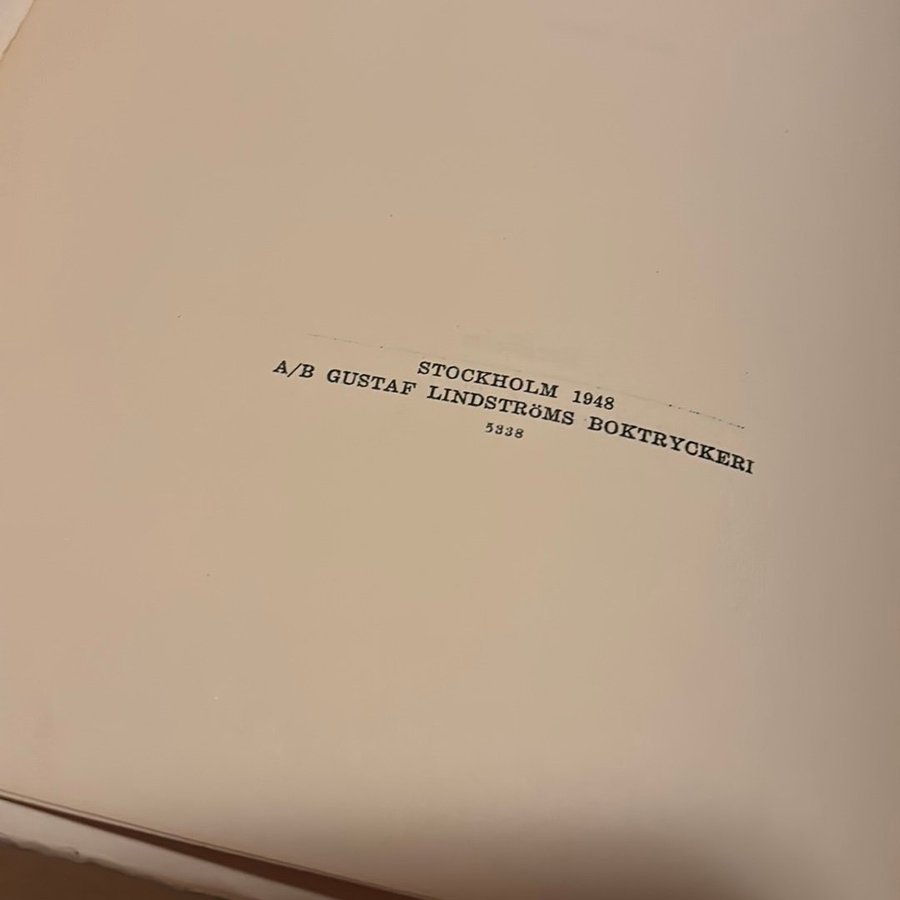 STOCKHOLM 1948
A/B GUSTAF LINDSTRÖMS BOKTRYCKERI
5338